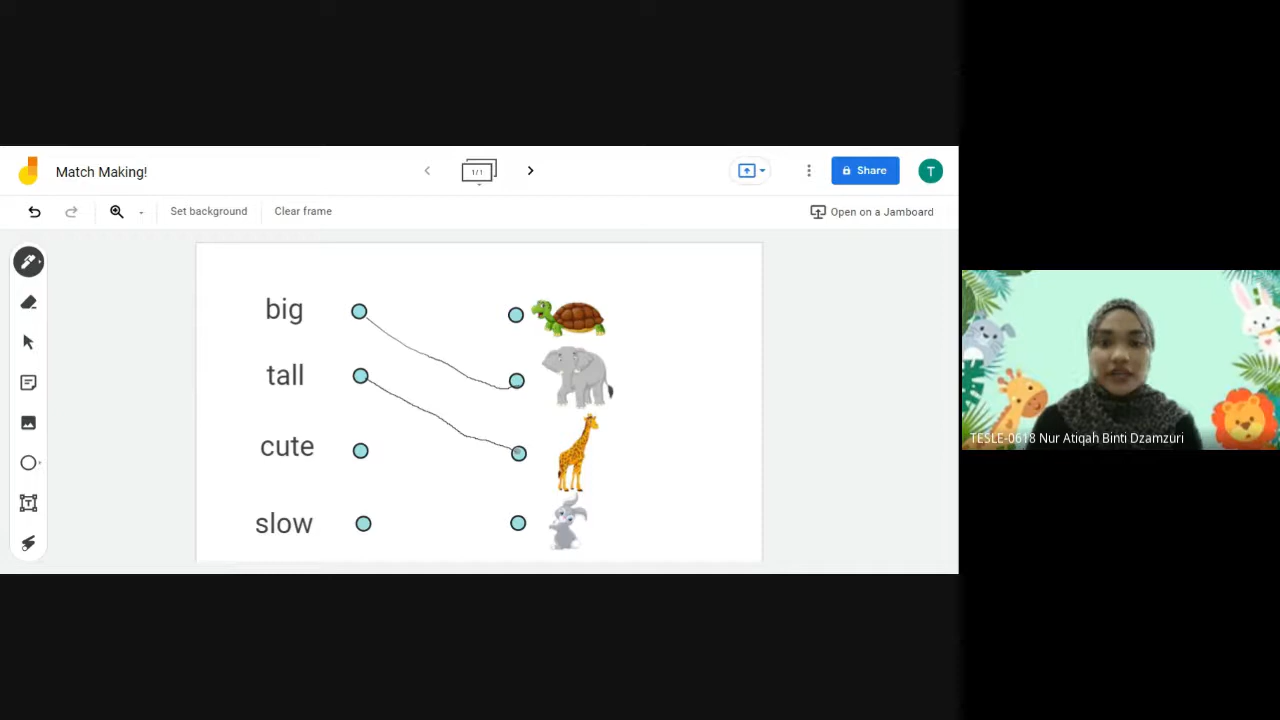 Match Making!
1/1
Share
T
Set background
Clear frame
Open on a Jamboard
big
tall
cute
slow
TESLE-0618 Nur Atiqah Binti Dzamzuri